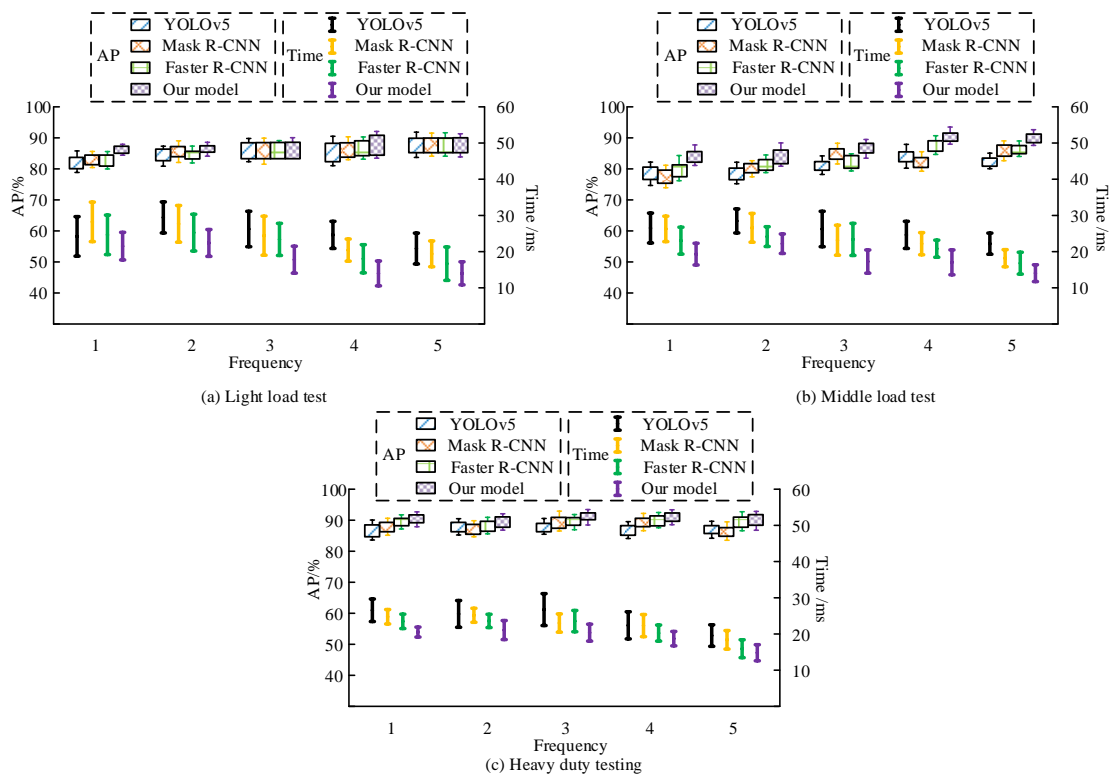 AP
YOLOv5
Mask R-CNN
Faster R-CNN
Our model
Time
YOLOv5
Mask R-CNN
Faster R-CNN
Our model
AP/%
100
90
80
70
60
50
40
60
50
40
30
20
10
Time /ms
1 2 3 4 5
Frequency
(a) Light load test
AP
YOLOv5
Mask R-CNN
Faster R-CNN
Our model
Time
YOLOv5
Mask R-CNN
Faster R-CNN
Our model
AP/%
100
90
80
70
60
50
40
60
50
40
30
20
10
Time /ms
1 2 3 4 5
Frequency
(b) Middle load test
AP
YOLOv5
Mask R-CNN
Faster R-CNN
Our model
Time
YOLOv5
Mask R-CNN
Faster R-CNN
Our model
AP/%
100
90
80
70
60
50
40
60
50
40
30
20
10
Time /ms
1 2 3 4 5
Frequency
(c) Heavy duty testing